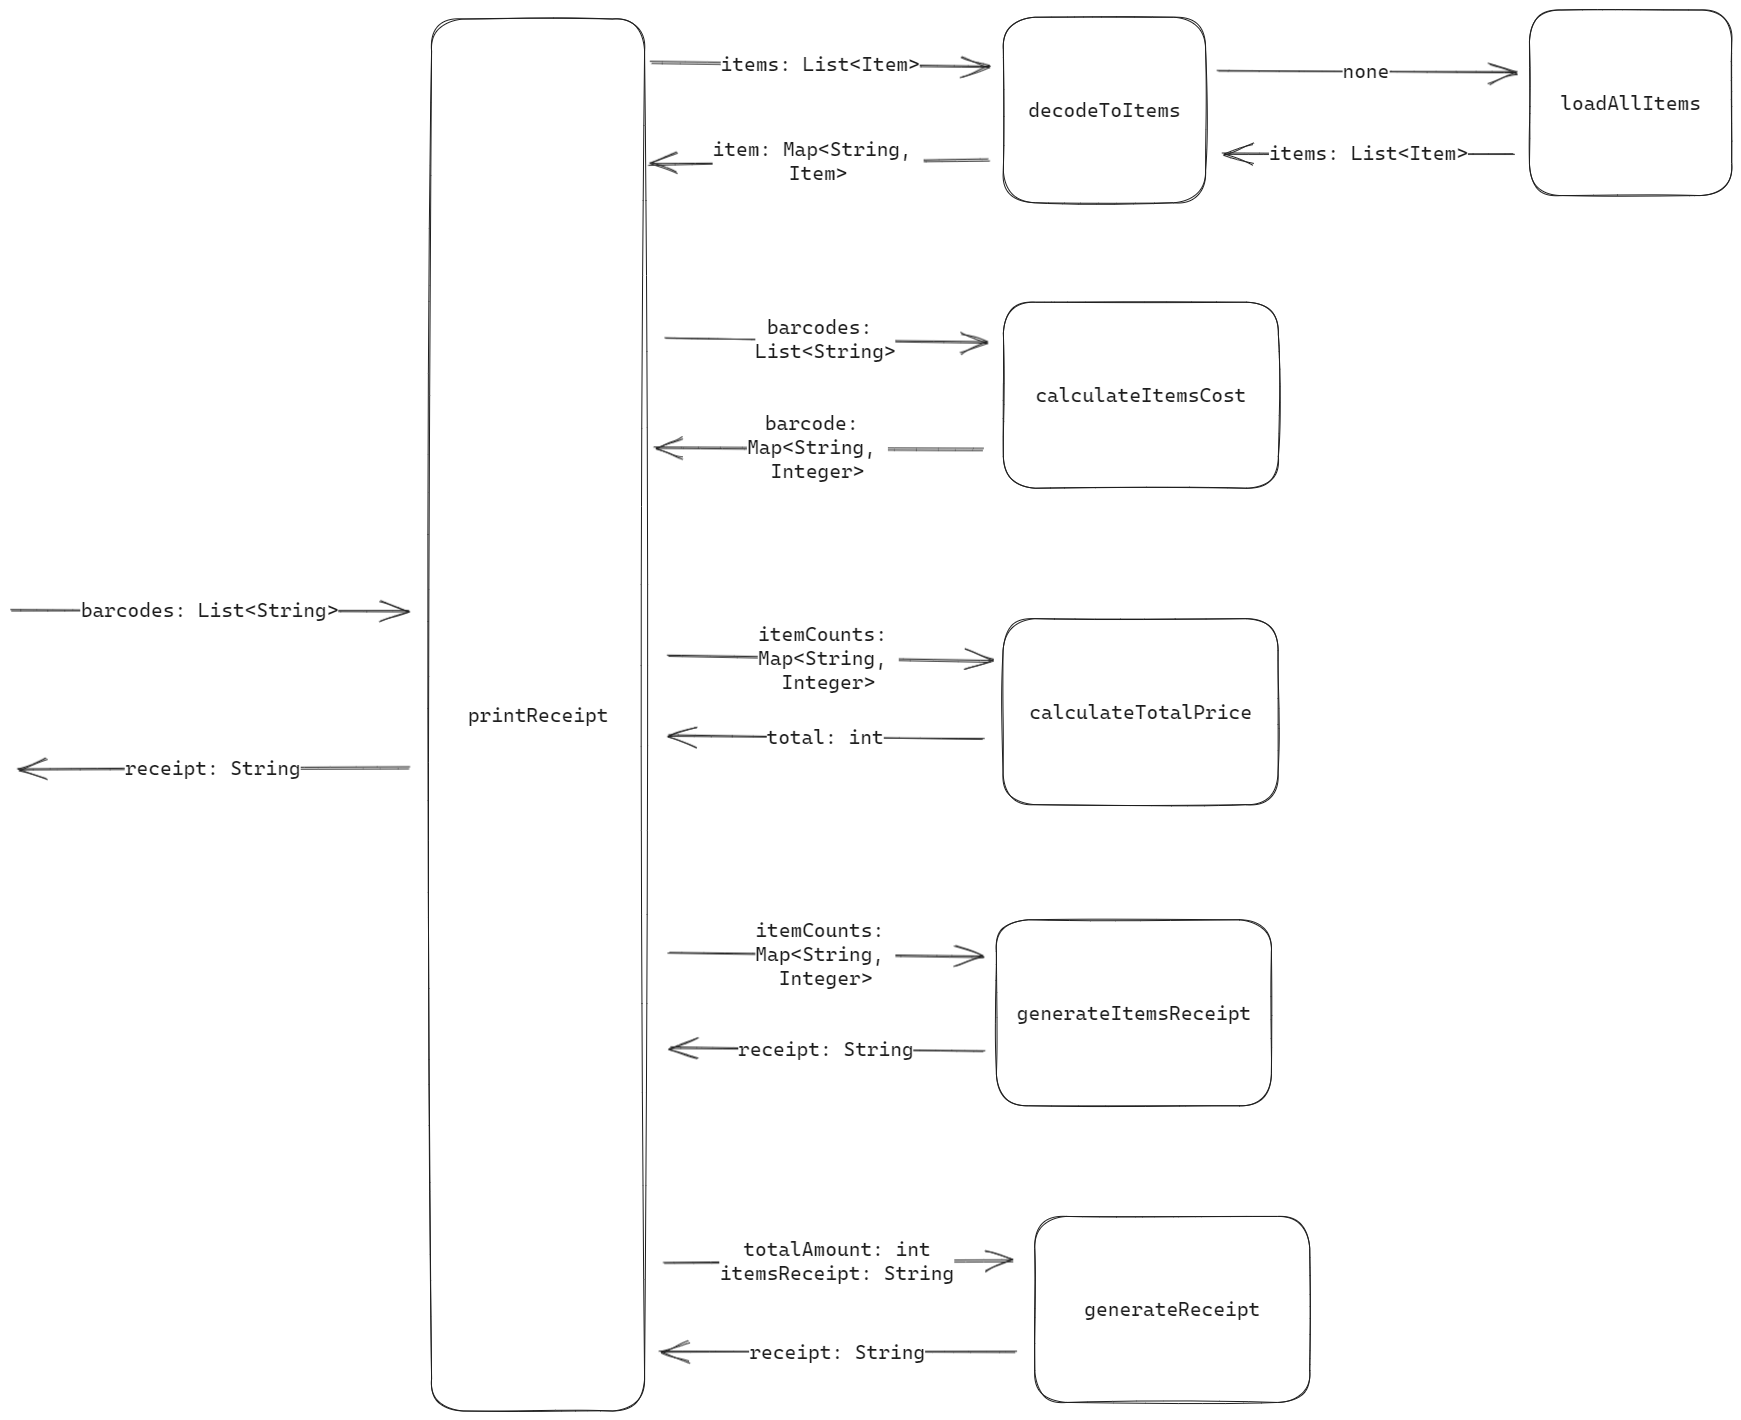 items: List<Item>
none
loadAllItems
decodeToItems
item: Map<String,
Item>
items: List<Item>
barcodes:
List<String>
calculateItemsCost
barcode:
Map<String,
Integer>
barcodes: List<String>
itemCounts:
Map<String,
Integer>
calculateTotalPrice
printReceipt
total: int
receipt: String
itemCounts:
Map<String,
Integer>
generateItemsReceipt
receipt: String
totalAmount: int
itemsReceipt: String
generateReceipt
receipt: String